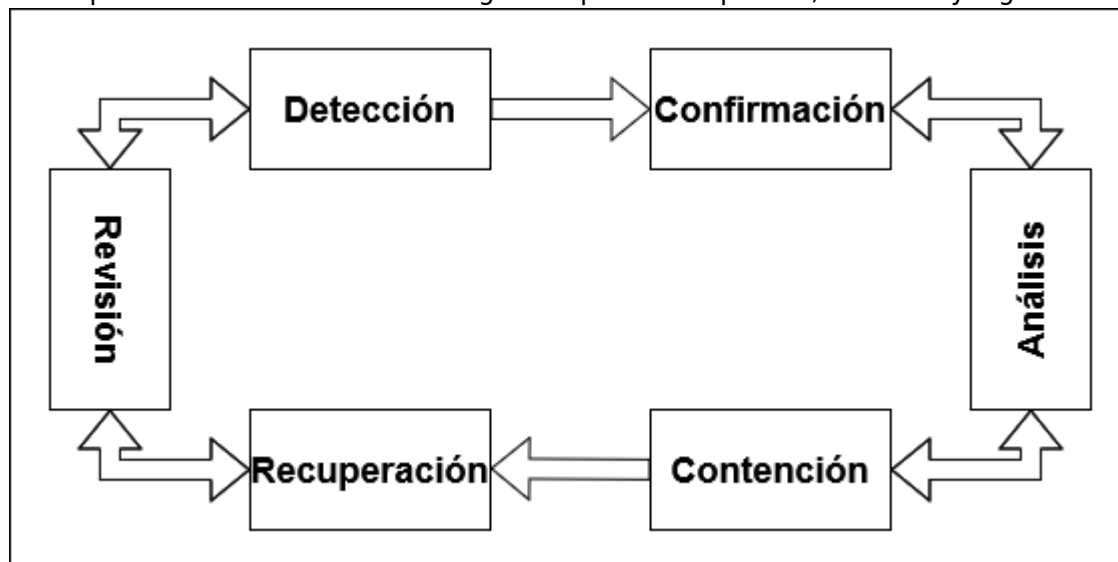 Detección
Confirmación
Revisión
Análisis
Recuperación
Contención